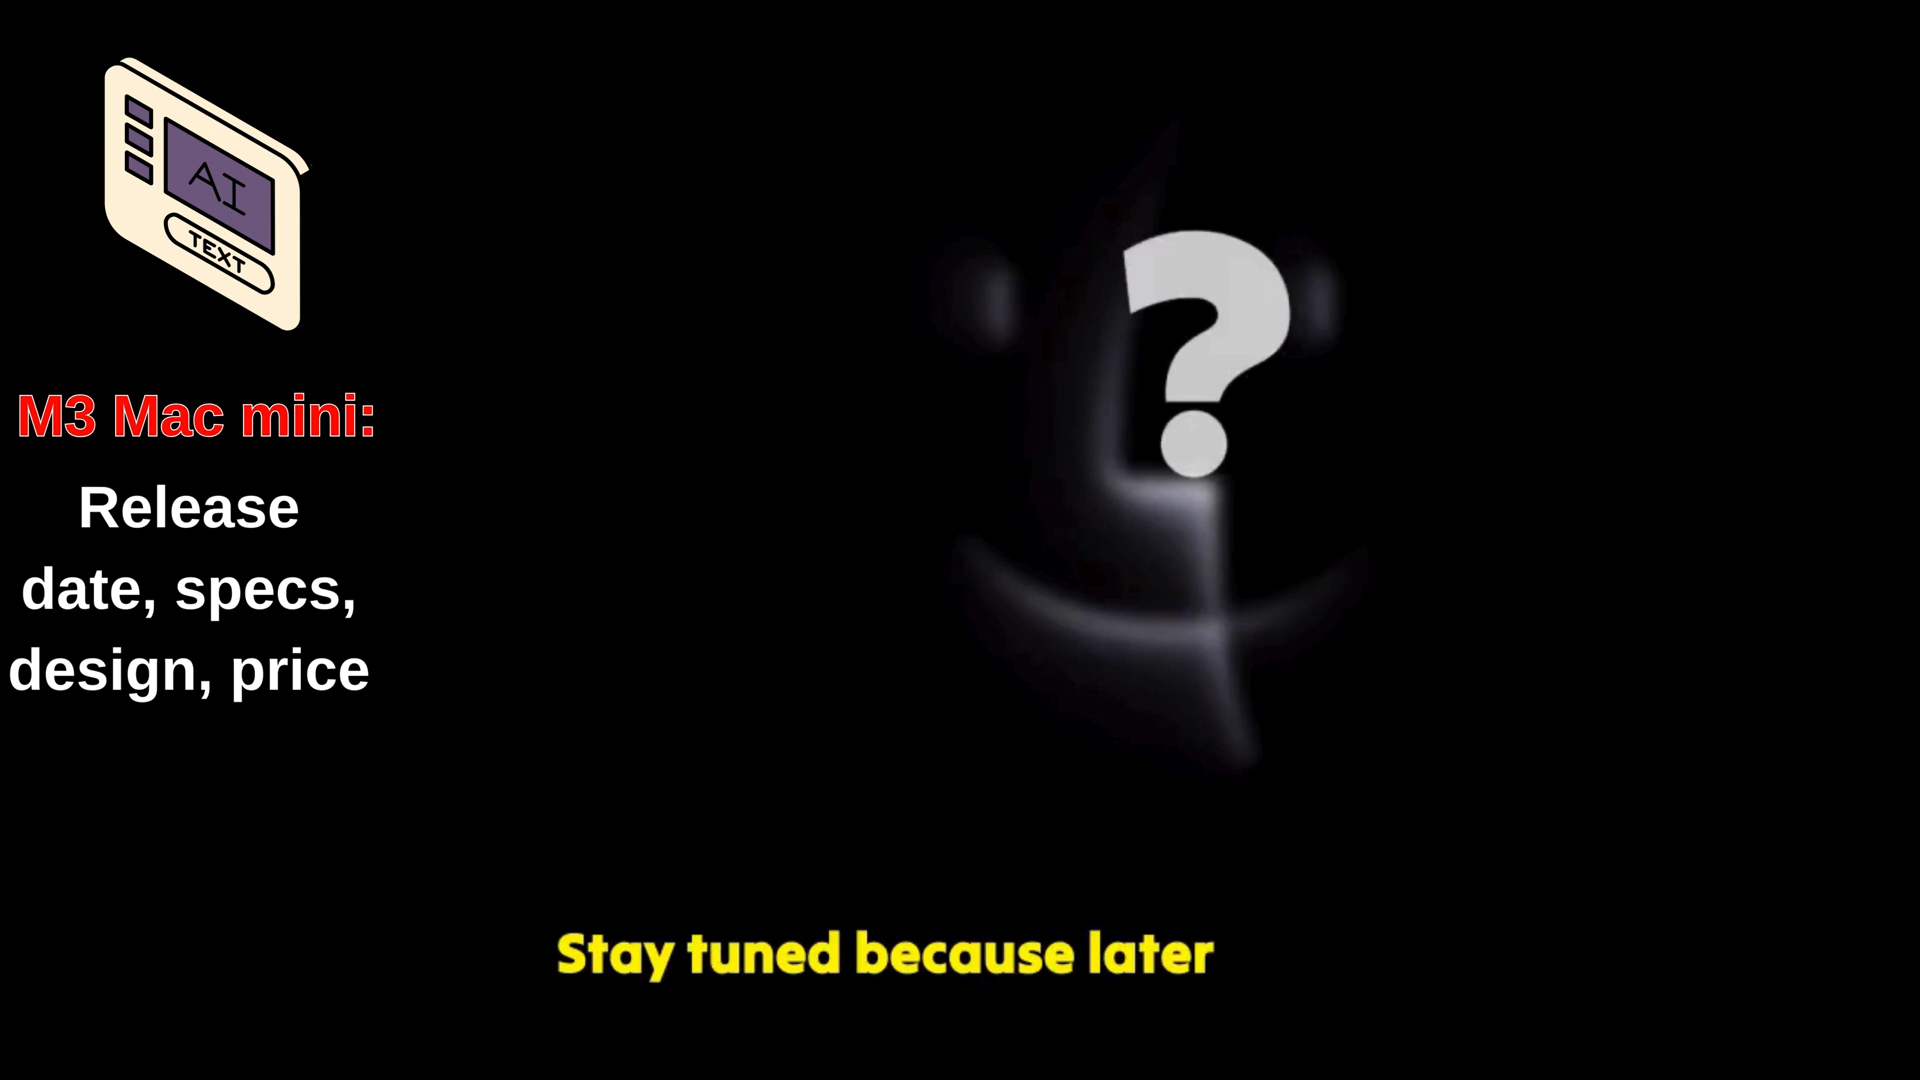 AI
TEXT
M3 Mac mini:
Release
date, specs,
design, price
?
Stay tuned because later